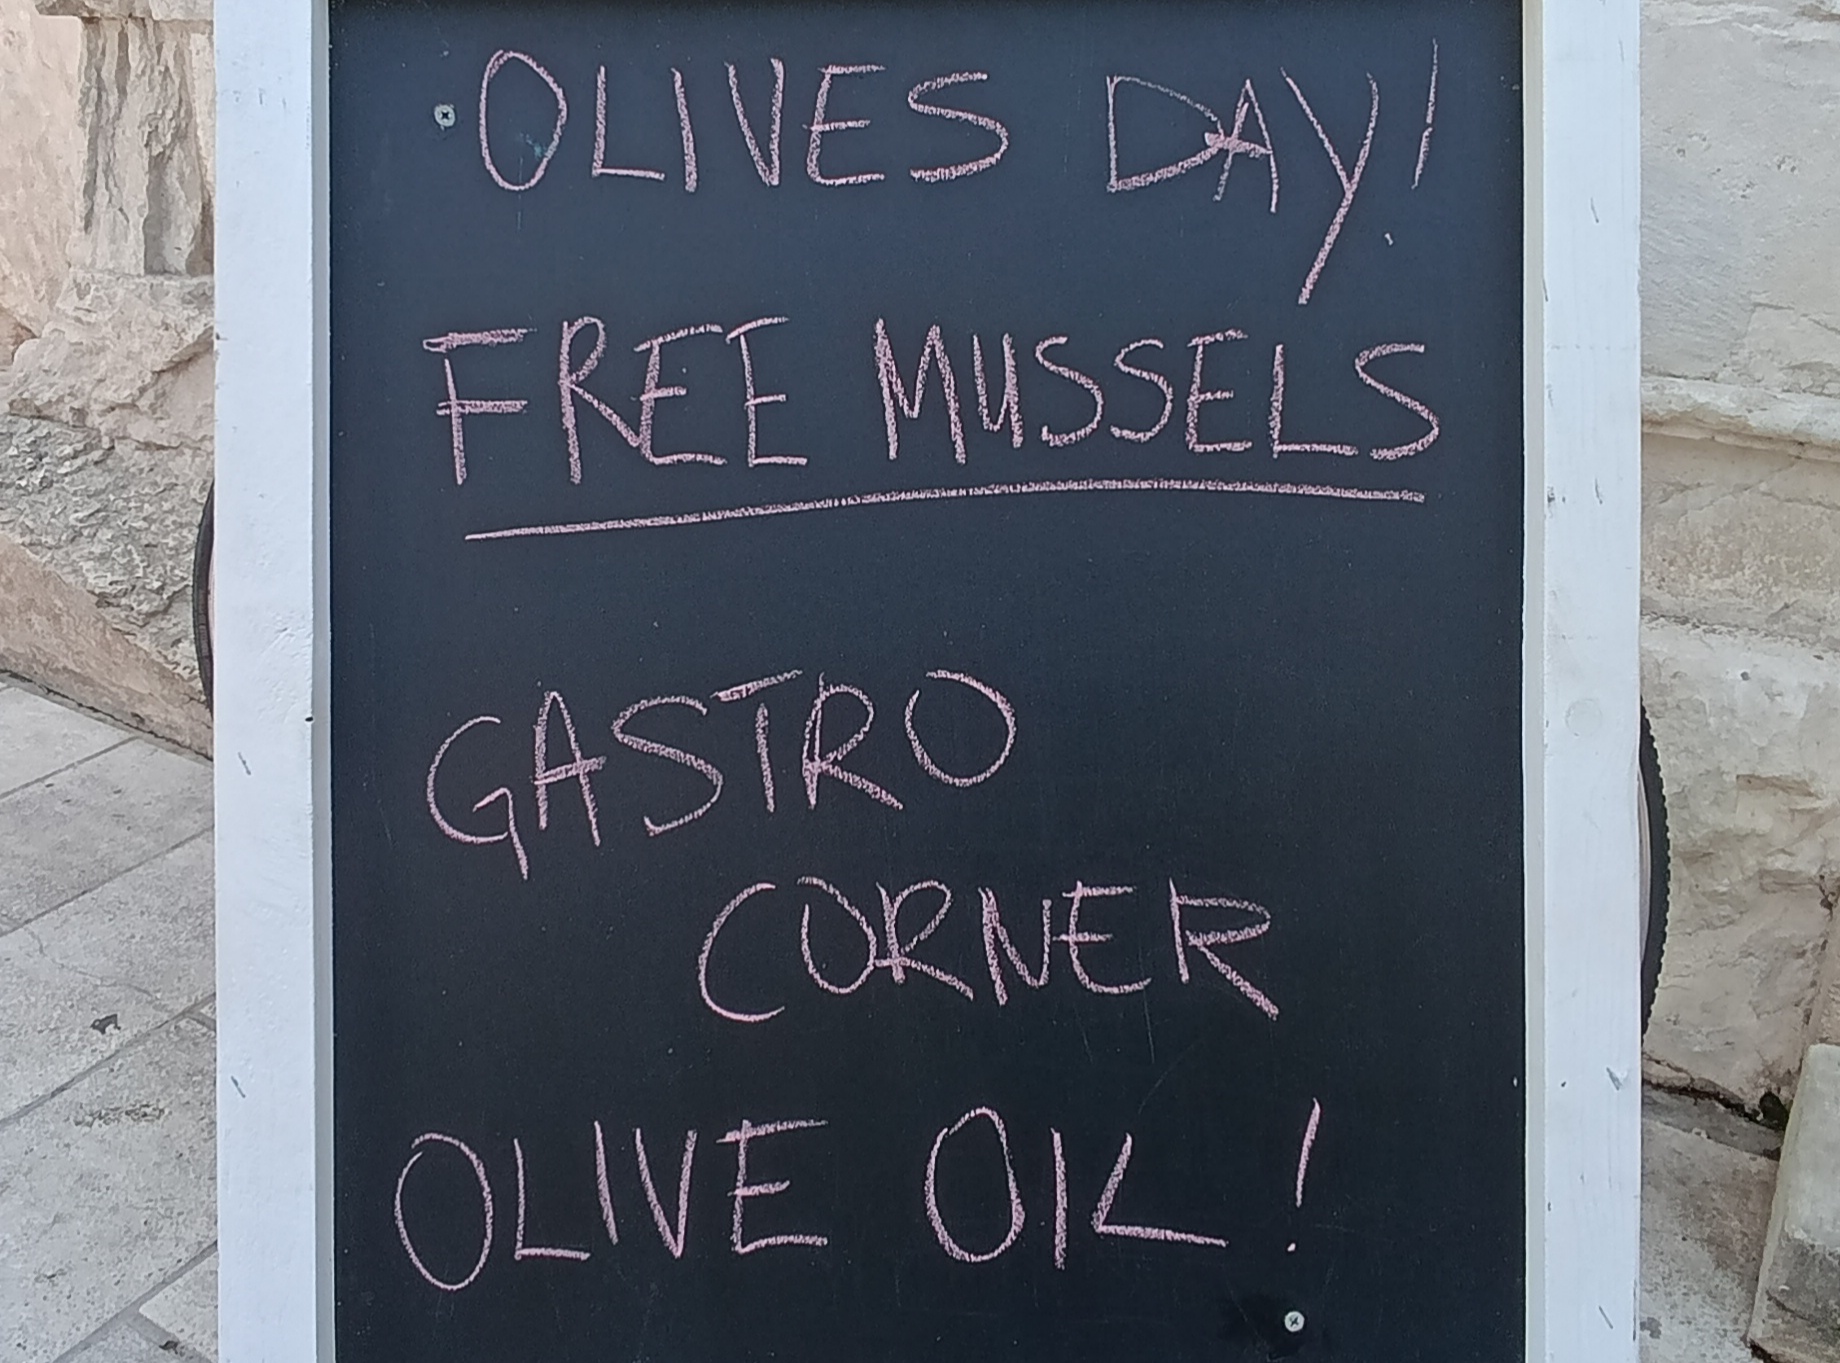 OLIVES DAY!
FREE MUSSELS
GASTRO
CORNER
OLIVE OIL!